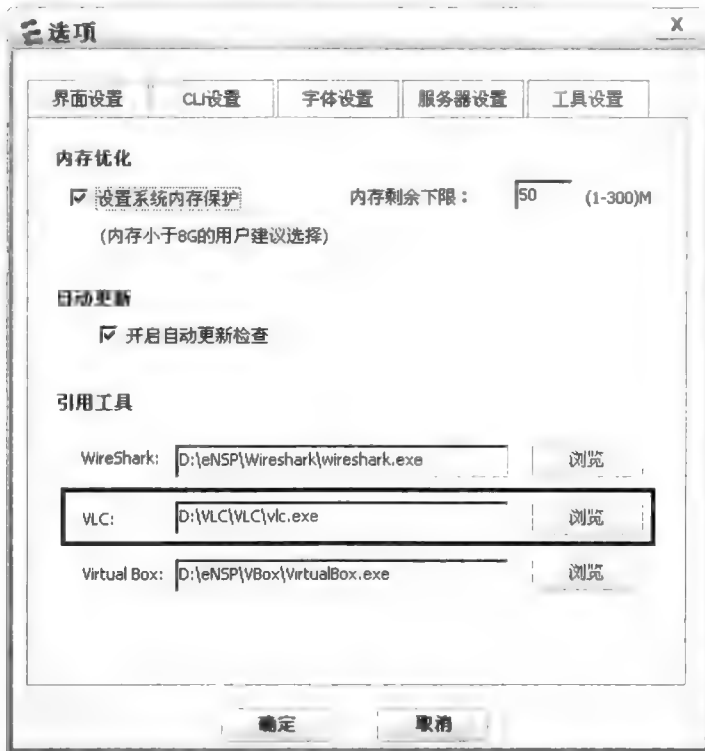 选项
X
界面设置 CLI设置 字体设置 服务器设置 工具设置
内存优化
设置系统内存保护 内存剩余下限： 50 (1-300)M
(内存小于8G的用户建议选择)
自动更新
开启自动更新检查
引用工具
WireShark: D:\eNSP\Wireshark\wireshark.exe 浏览
VLC: D:\VLC\VLC\vlc.exe 浏览
Virtual Box: D:\eNSP\VBox\VirtualBox.exe 浏览
确定 取消